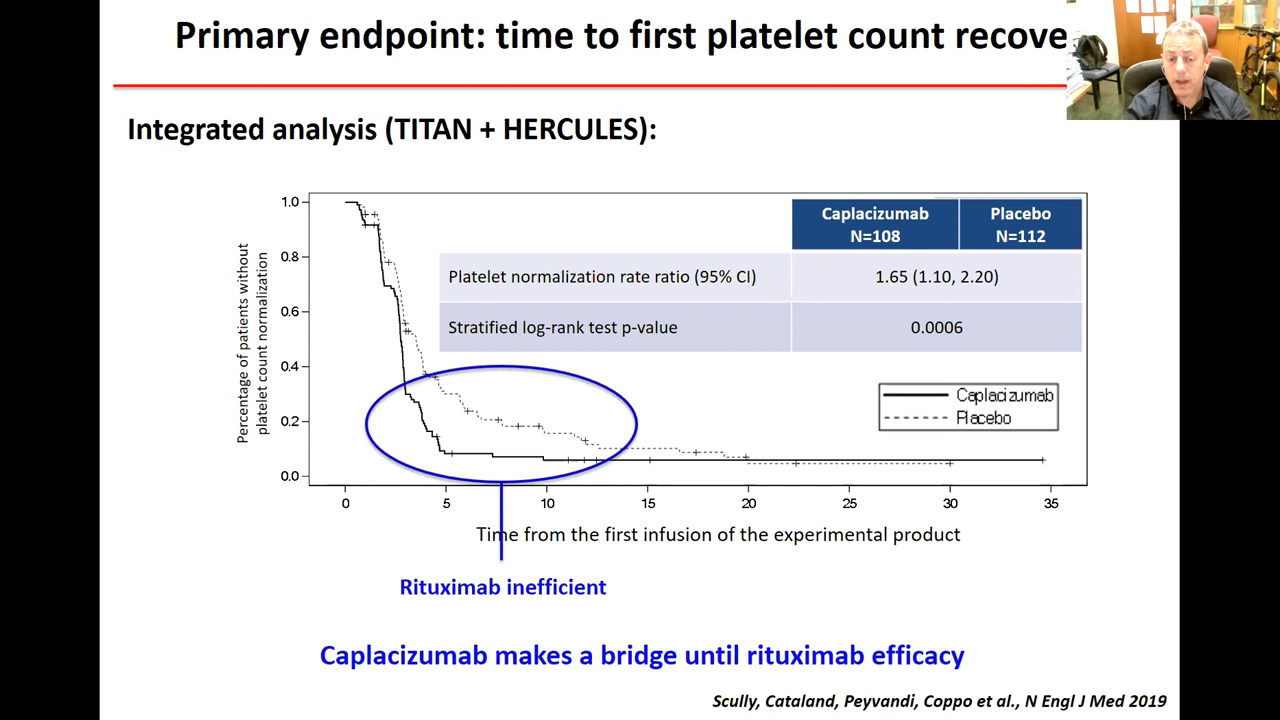 Primary endpoint: time to first platelet count recove
Integrated analysis (TITAN + HERCULES):
Percentage of patients without
platelet count normalization
1.0
0.8
0.6
0.4
0.2
0.0
Caplacizumab
N=108
Placebo
N=112
Platelet normalization rate ratio (95% CI)
1.65 (1.10, 2.20)
Stratified log-rank test p-value
0.0006
Caplacizumab
Placebo
0 5 10 15 20 25 30 35
Time from the first infusion of the experimental product
Rituximab inefficient
Caplacizumab makes a bridge until rituximab efficacy
Scully, Cataland, Peyvandi, Coppo et al., N Engl J Med 2019